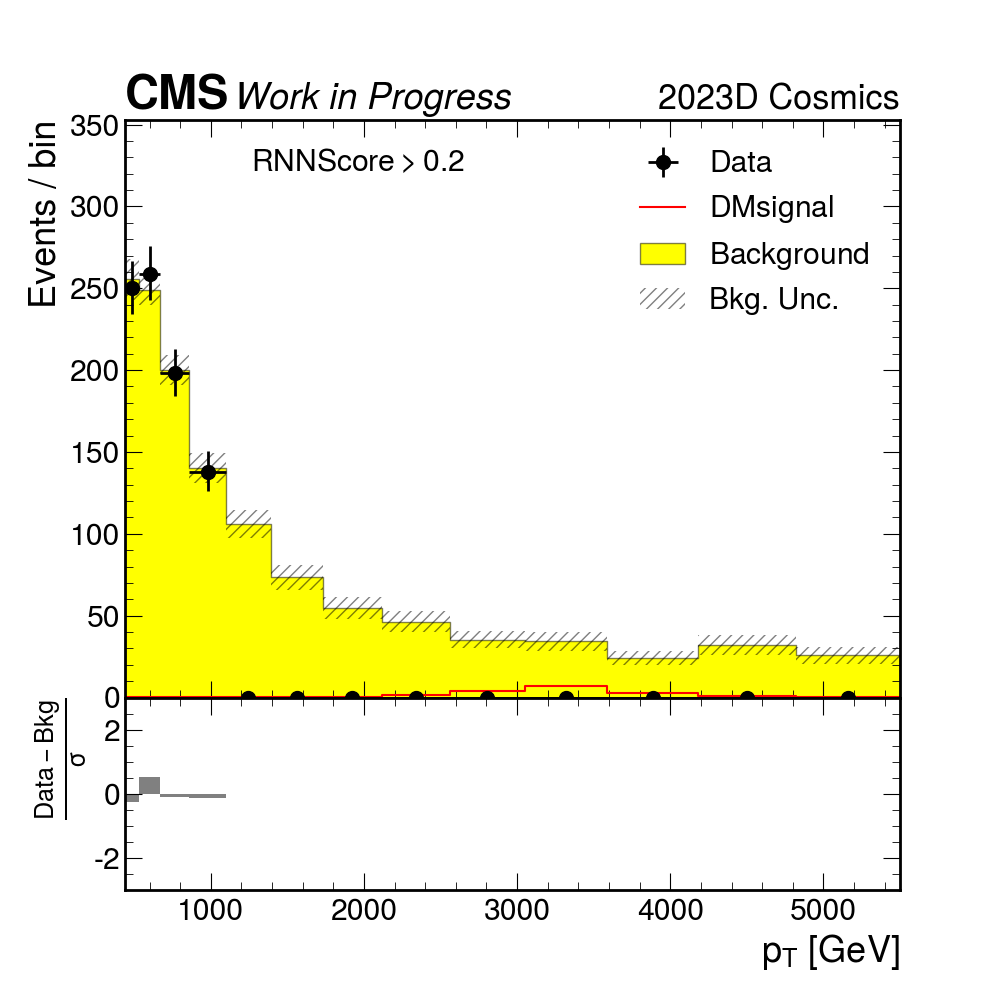 CMS Work in Progress 2023D Cosmics
Events / bin
350
300
250
200
150
100
50
0
RNNScore > 0.2
Data
DMsignal
Background
Bkg. Unc.
Data – Bkg
σ
2
0
-2
1000 2000 3000 4000 5000
pT [GeV]